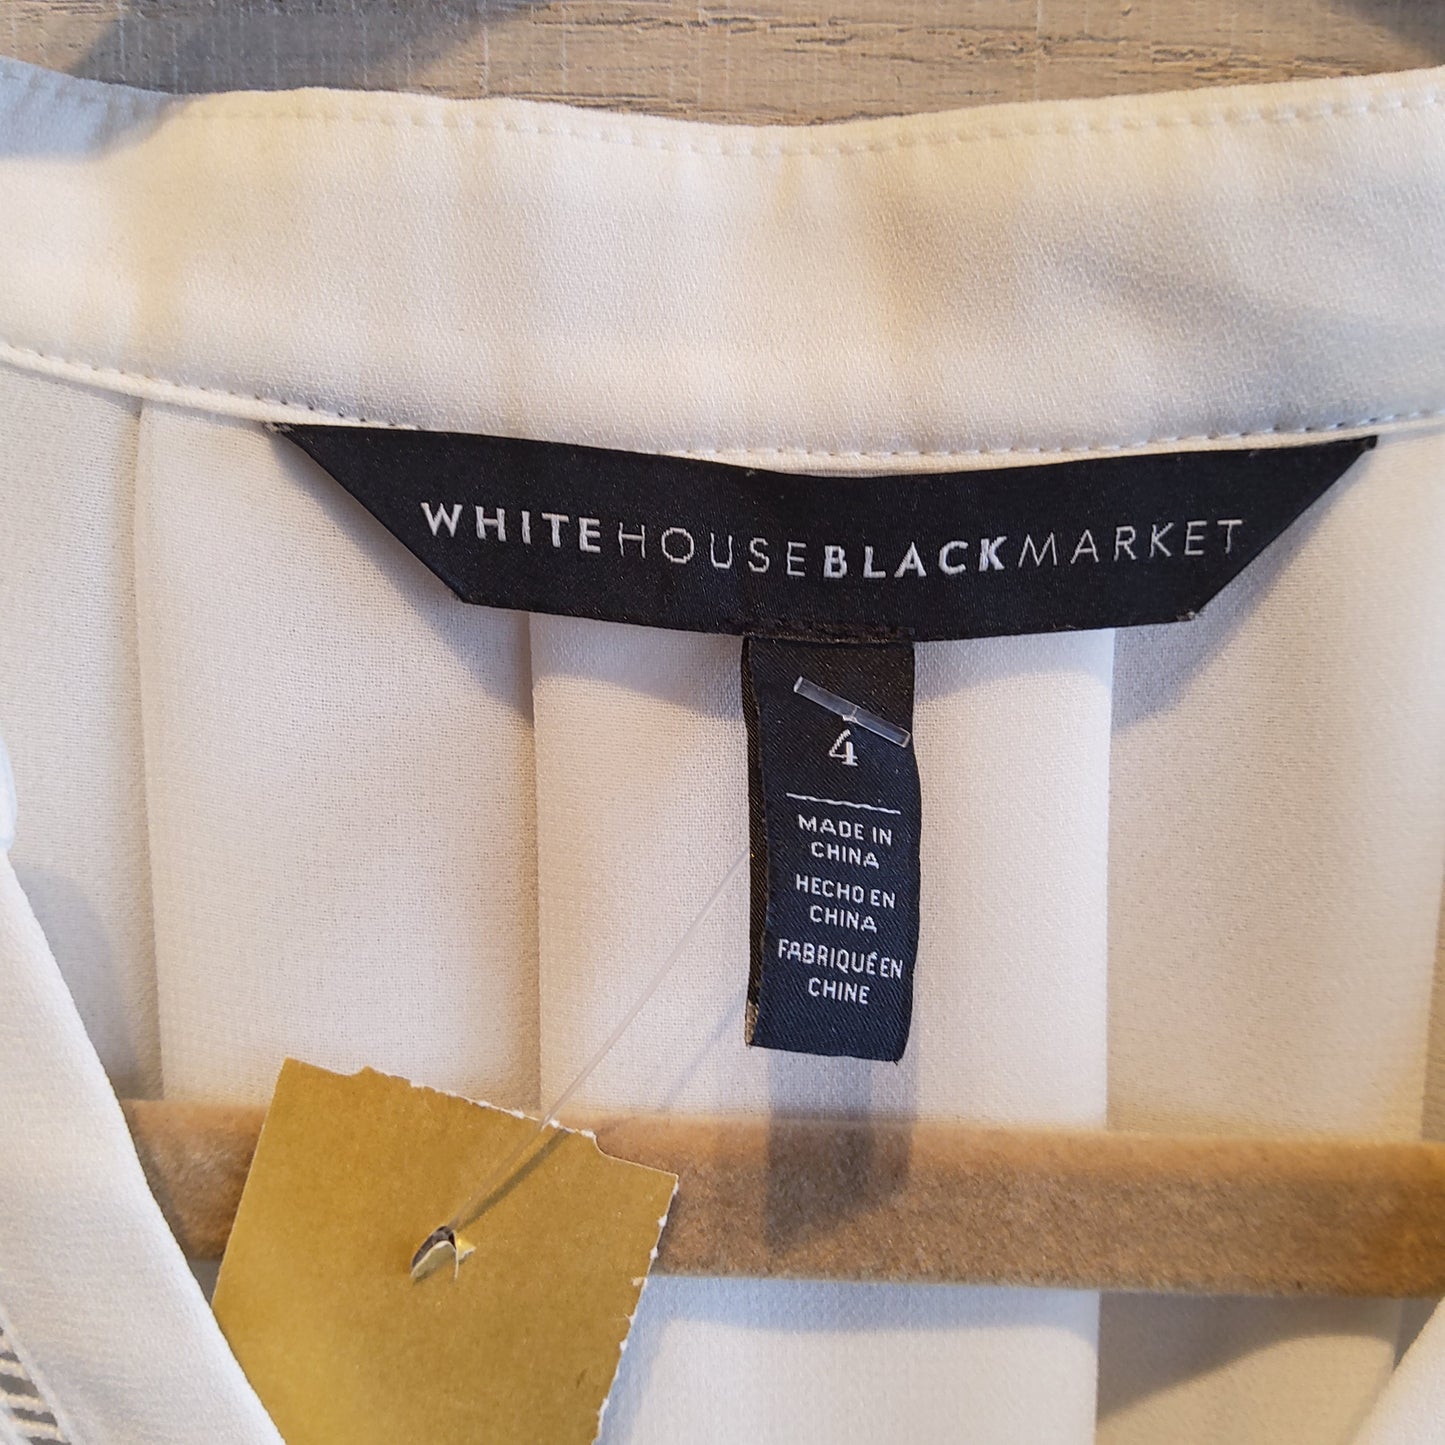 WHITEHOUSEBLACKMARKET
4
MADE IN
CHINA
HECHO EN
CHINA
FABRIQUÉ EN
CHINE